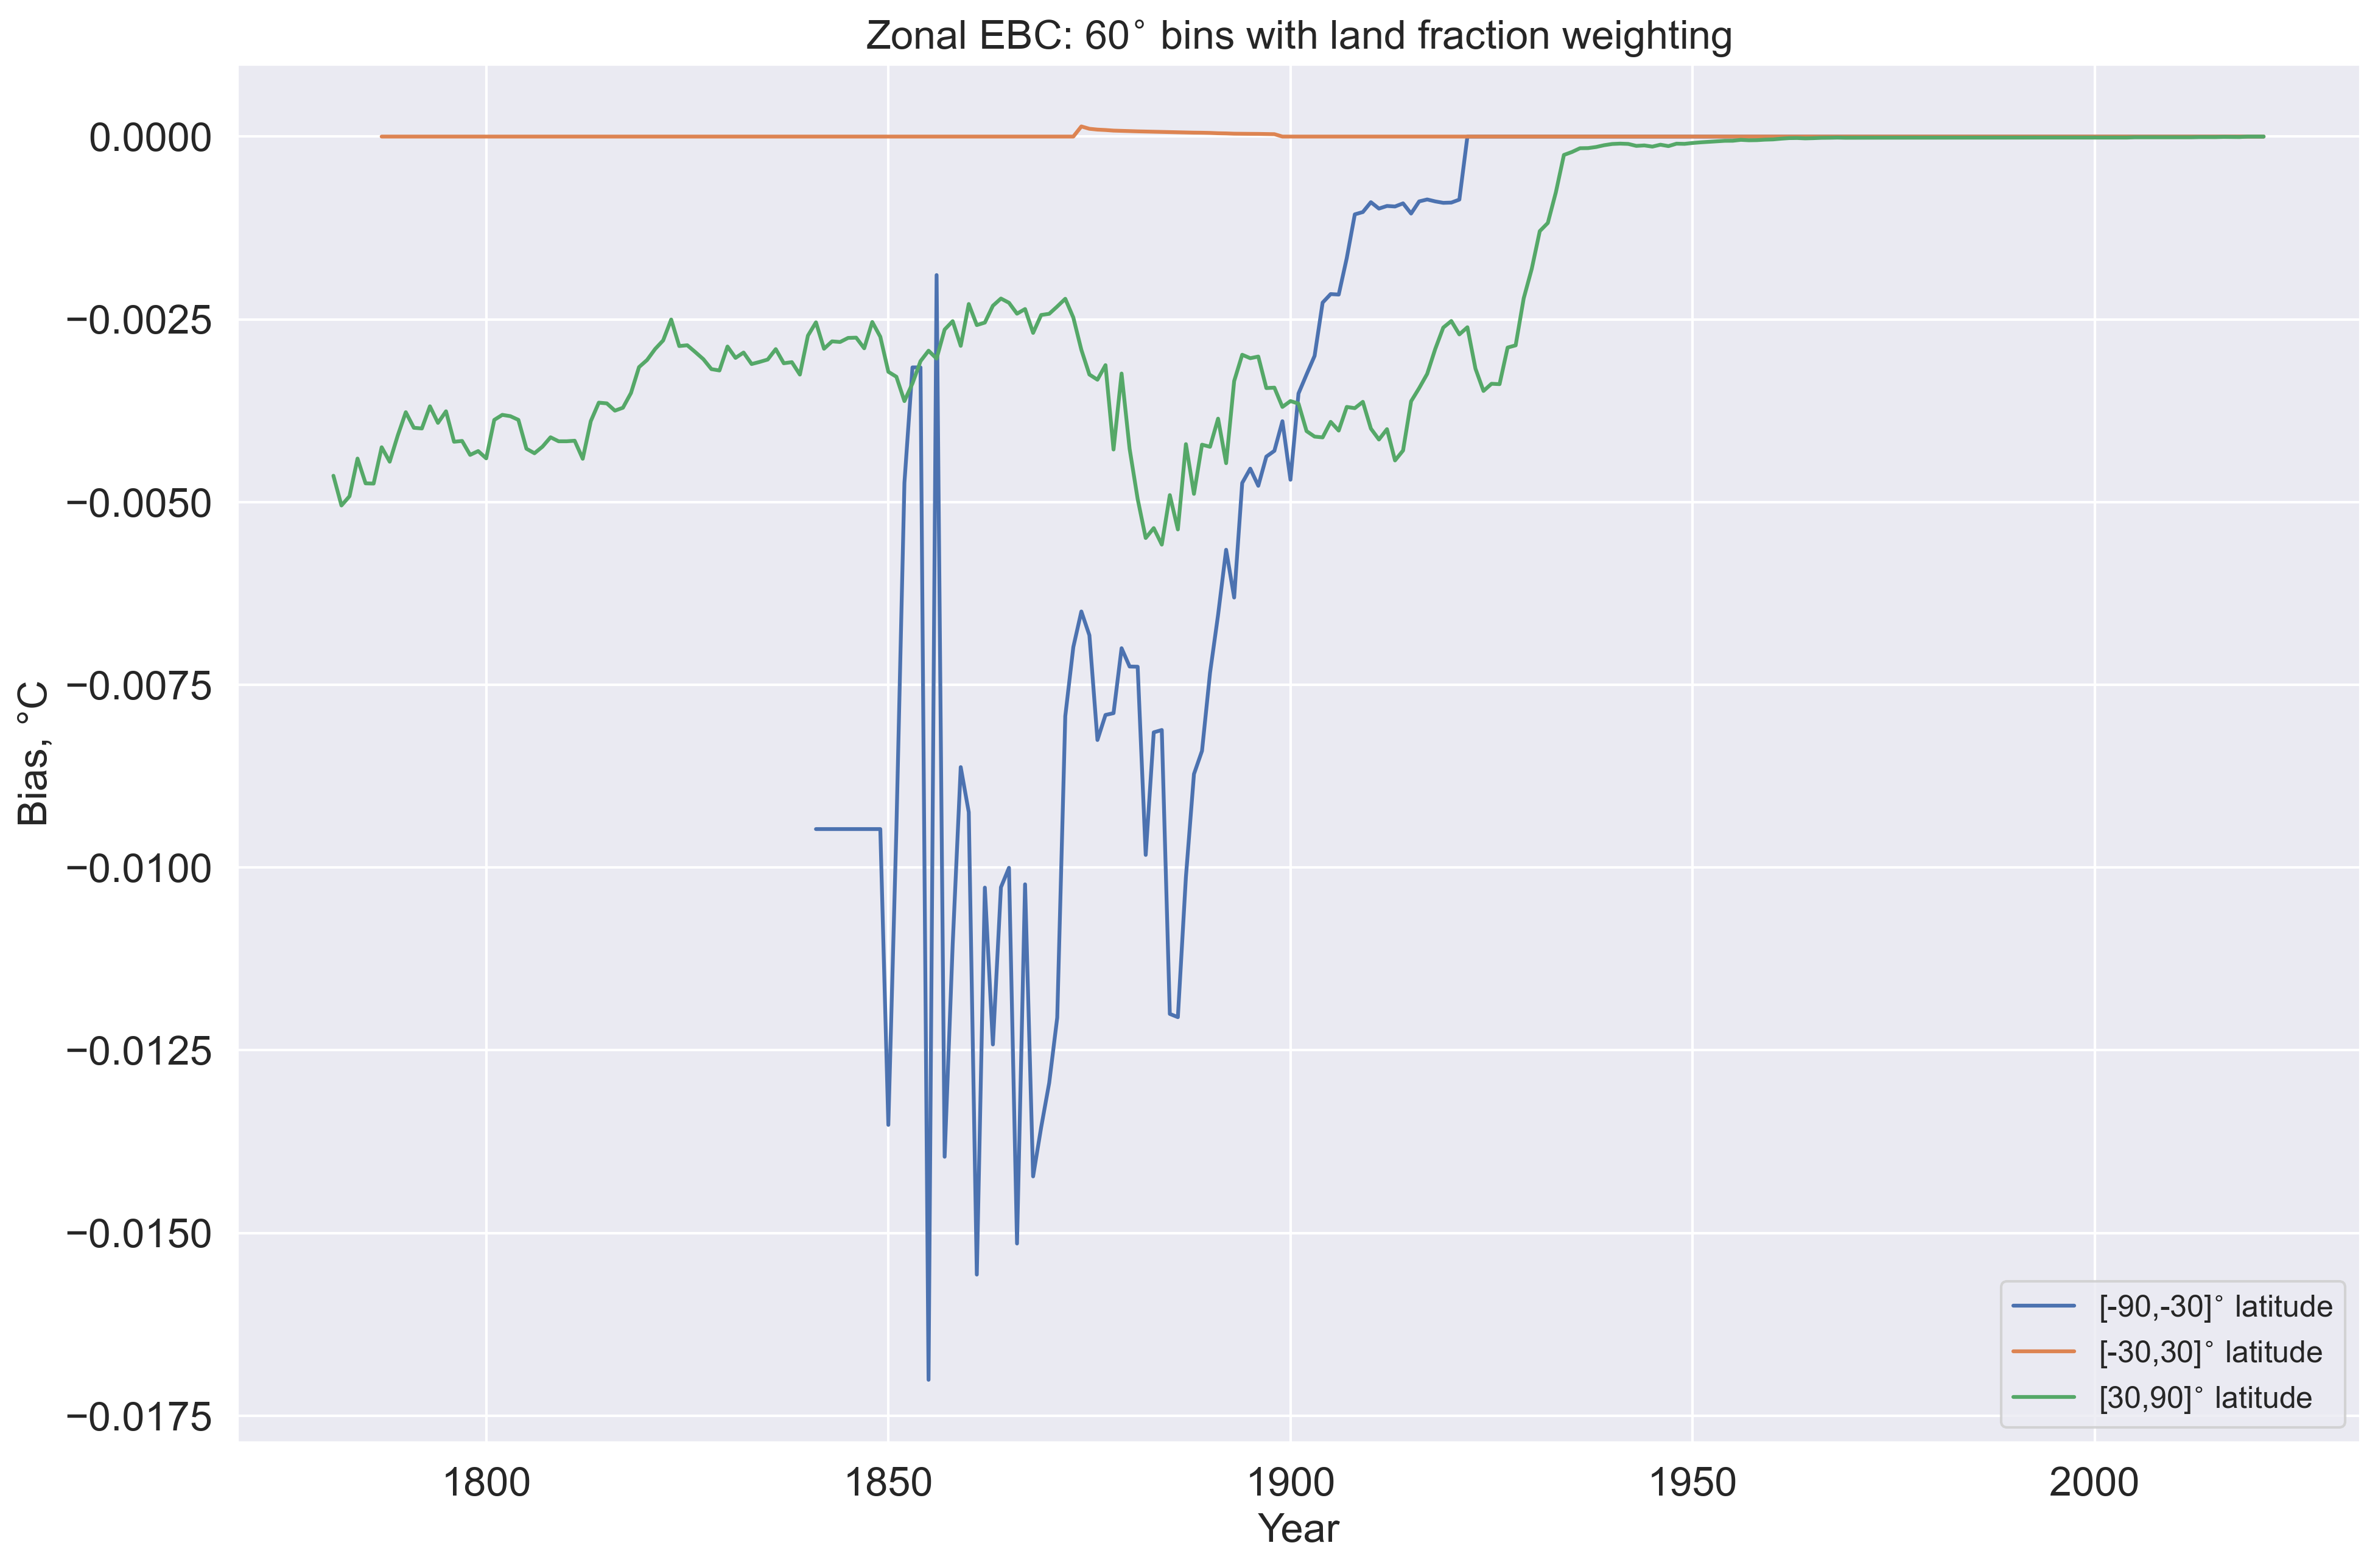 Zonal EBC: 60° bins with land fraction weighting
0.0000
−0.0025
−0.0050
−0.0075
−0.0100
−0.0125
−0.0150
−0.0175
Bias, °C
1800 1850 1900 1950 2000
Year
[-90,-30]° latitude
[-30,30]° latitude
[30,90]° latitude